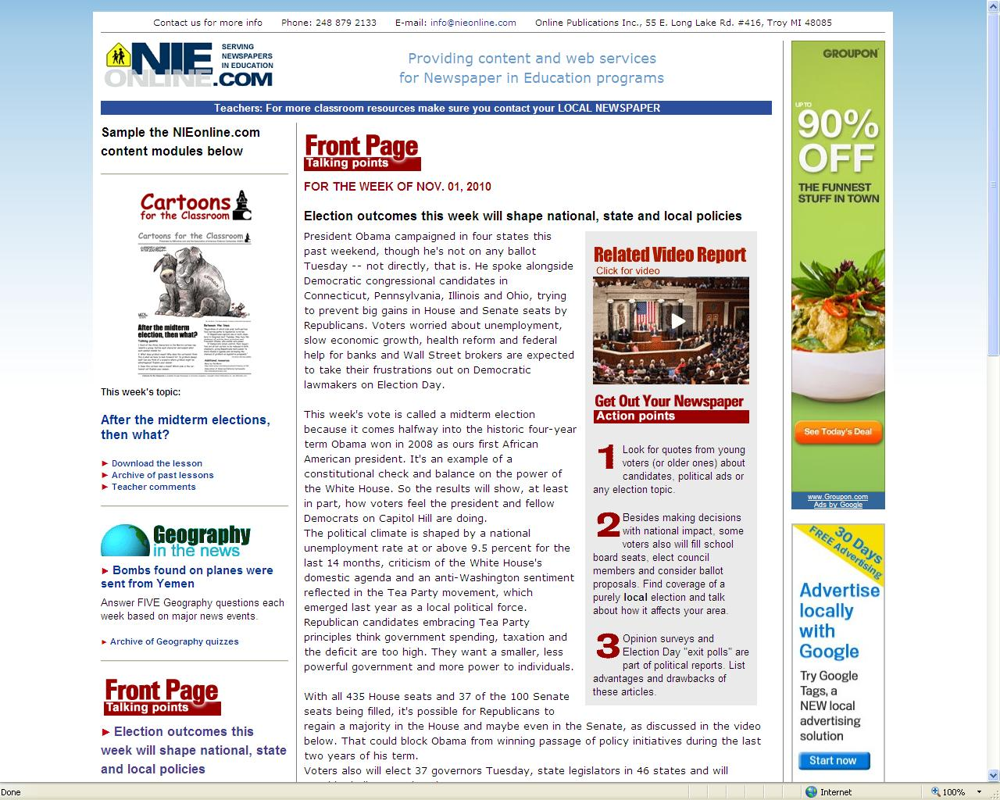 Contact us for more info Phone: 248 879 2133 E-mail: info@nieonline.com Online Publications Inc., 55 E. Long Lake Rd. #416, Troy MI 48085
NIE SERVING
NEWSPAPERS
IN EDUCATION
ONLINE.COM
Providing content and web services
for Newspaper in Education programs
Teachers: For more classroom resources make sure you contact your LOCAL NEWSPAPER
Sample the NIEonline.com
content modules below
Cartoons
for the Classroom
Cartoons for the Classroom
After the midterm
election, then what?
Talking points
Between the lines
Additional resources
This week's topic:
After the midterm elections,
then what?
► Download the lesson
► Archive of past lessons
► Teacher comments
Geography
in the news
► Bombs found on planes were
sent from Yemen
Answer FIVE Geography questions each
week based on major news events.
► Archive of Geography quizzes
Front Page
Talking points
► Election outcomes this
week will shape national, state
and local policies
Front Page
Talking points
FOR THE WEEK OF NOV. 01, 2010
Election outcomes this week will shape national, state and local policies
President Obama campaigned in four states this
past weekend, though he's not on any ballot
Tuesday -- not directly, that is. He spoke alongside
Democratic congressional candidates in
Connecticut, Pennsylvania, Illinois and Ohio, trying
to prevent big gains in House and Senate seats by
Republicans. Voters worried about unemployment,
slow economic growth, health reform and federal
help for banks and Wall Street brokers are expected
to take their frustrations out on Democratic
lawmakers on Election Day.
This week's vote is called a midterm election
because it comes halfway into the historic four-year
term Obama won in 2008 as ours first African
American president. It's an example of a
constitutional check and balance on the power of
the White House. So the results will show, at least
in part, how voters feel the president and fellow
Democrats on Capitol Hill are doing.
The political climate is shaped by a national
unemployment rate at or above 9.5 percent for the
last 14 months, criticism of the White House's
domestic agenda and an anti-Washington sentiment
reflected in the Tea Party movement, which
emerged last year as a local political force.
Republican candidates embracing Tea Party
principles think government spending, taxation and
the deficit are too high. They want a smaller, less
powerful government and more power to individuals.
With all 435 House seats and 37 of the 100 Senate
seats being filled, it's possible for Republicans to
regain a majority in the House and maybe even in the Senate, as discussed in the video
below. That could block Obama from winning passage of policy initiatives during the last
two years of his term.
Voters also will elect 37 governors Tuesday, state legislators in 46 states and will
Related Video Report
Click for video
Get Out Your Newspaper
Action points
1 Look for quotes from young
voters (or older ones) about
candidates, political ads or
any election topic.
2 Besides making decisions
with national impact, some
voters also will fill school
board seats, elect council
members and consider ballot
proposals. Find coverage of a
purely local election and talk
about how it affects your area.
3 Opinion surveys and
Election Day "exit polls" are
part of political reports. List
advantages and drawbacks of
these articles.
GROUPON
UP TO
90%
OFF
THE FUNNEST
STUFF IN TOWN
See Today's Deal
www.Groupon.com
Ads by Google
30 Days
FREE Advertising
Advertise
locally
with
Google
Try Google
Tags, a
NEW local
advertising
solution
Start now
Done
Internet
100%